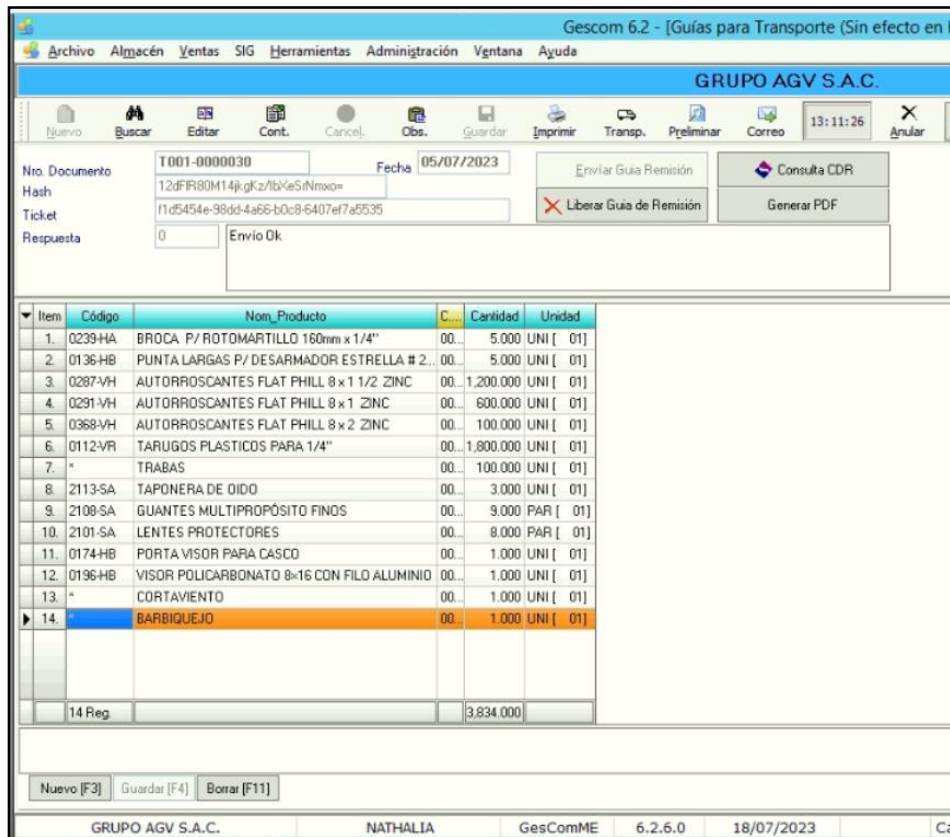 Gescom 6.2 - [Guías para Transporte (Sin efecto en
Archivo Almacén Ventas SIG Herramientas Administración Ventana Ayuda
GRUPO AGV S.A.C.
Nuevo Buscar Editar Cont. Cancel. Obs. Guardar Imprimir Transp. Preliminar Correo 13:11:26 Anular
Nro. Documento T001-0000030 Fecha 05/07/2023 Envíar Guia Remisión Consulta CDR
Hash 12dFIR80M14jkgKz/IbXeSrNmxo=
Ticket f1d5454e-98dd-4a66-b0c8-6407ef7a5535 Liberar Guia de Remisión Generar PDF
Respuesta 0 Envío Ok
Item Código Nom_Producto C... Cantidad Unidad
1. 0239-HA BROCA P/ ROTOMARTILLO 160mm x 1/4" 00... 5.000 UNI [ 01]
2. 0136-HB PUNTA LARGAS P/ DESARMADOR ESTRELLA # 2... 00... 5.000 UNI [ 01]
3. 0287-VH AUTORROSCANTES FLAT PHILL 8 x 1 1/2 ZINC 00... 1,200.000 UNI [ 01]
4. 0291-VH AUTORROSCANTES FLAT PHILL 8 x 1 ZINC 00... 600.000 UNI [ 01]
5. 0368-VH AUTORROSCANTES FLAT PHILL 8 x 2 ZINC 00... 100.000 UNI [ 01]
6. 0112-VR TARUGOS PLASTICOS PARA 1/4" 00... 1,800.000 UNI [ 01]
7. * TRABAS 00... 100.000 UNI [ 01]
8. 2113-SA TAPONERA DE OIDO 00... 3.000 UNI [ 01]
9. 2108-SA GUANTES MULTIPROPÓSITO FINOS 00... 9.000 PAR [ 01]
10. 2101-SA LENTES PROTECTORES 00... 8.000 PAR [ 01]
11. 0174-HB PORTA VISOR PARA CASCO 00... 1.000 UNI [ 01]
12. 0196-HB VISOR POLICARBONATO 8x16 CON FILO ALUMINIO 00... 1.000 UNI [ 01]
13. * CORTAVIENTO 00... 1.000 UNI [ 01]
14. * BARBIQUEJO 00... 1.000 UNI [ 01]
14 Reg. 3,834.000
Nuevo [F3] Guardar [F4] Borrar [F11]
GRUPO AGV S.A.C. NATHALIA GesComME 6.2.6.0 18/07/2023